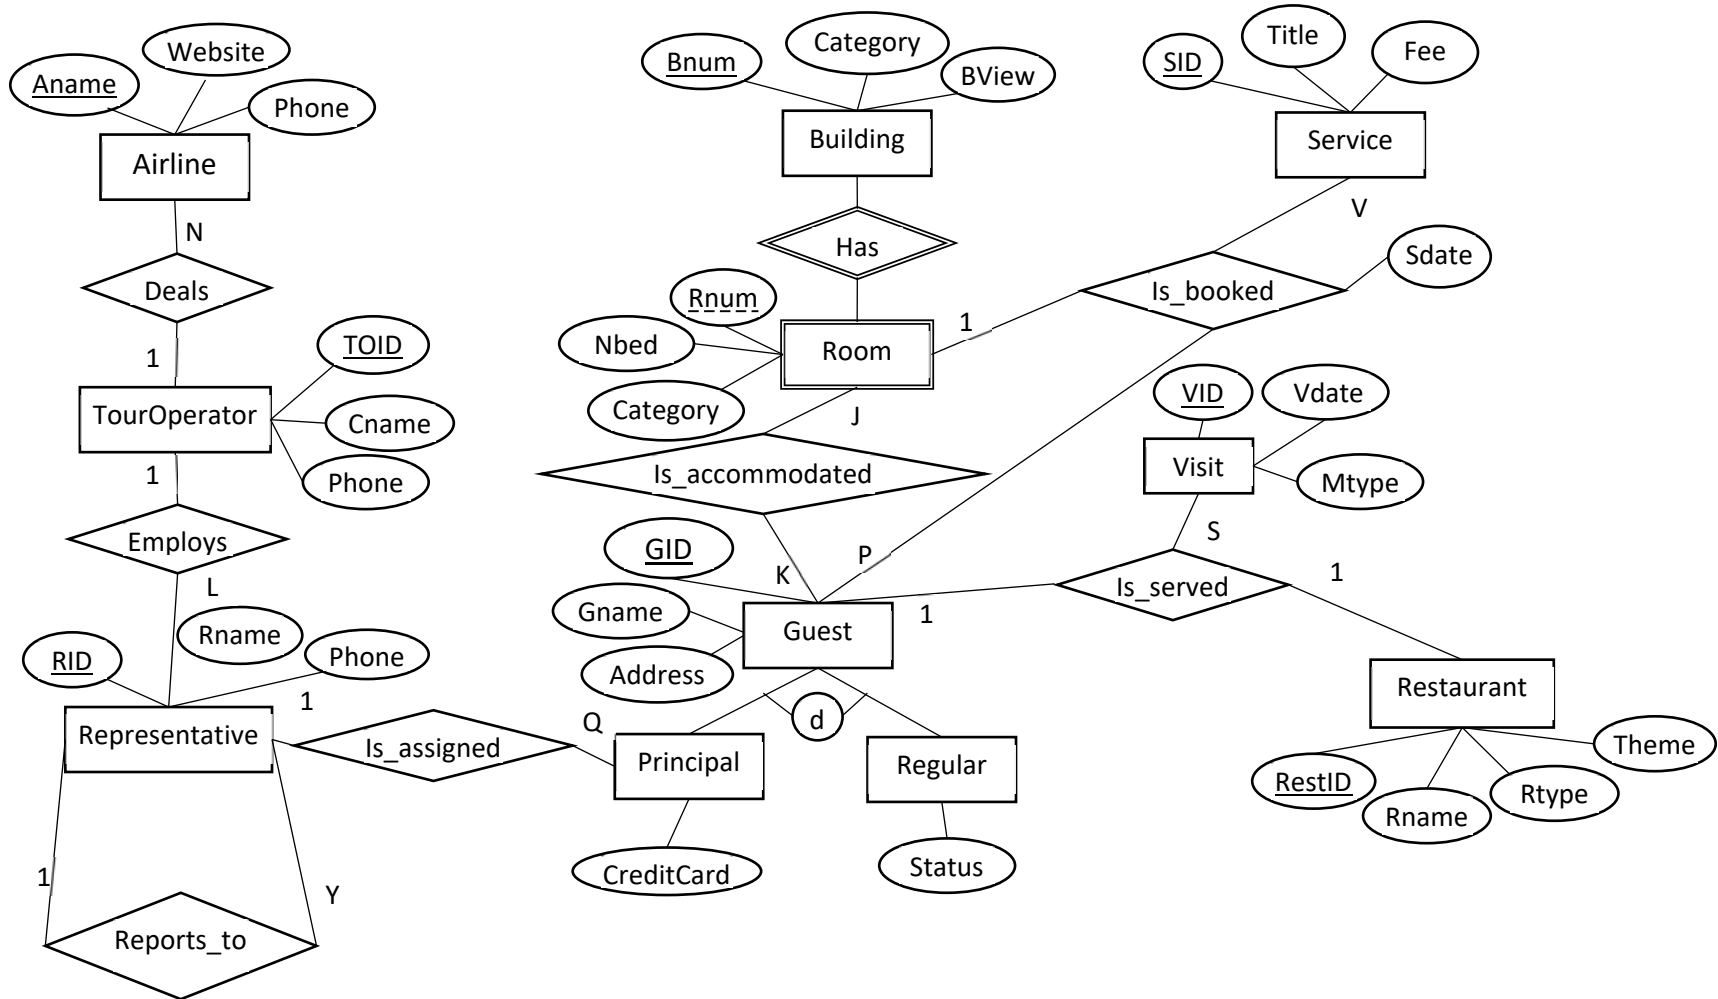 Aname
Website
Phone
Airline
N
Deals
1
TOID
TourOperator
Cname
Phone
1
Employs
L
RID
Rname
Phone
Representative
1
Is_assigned
Q
1
Y
Reports_to
Bnum
Category
BView
Building
Has
Rnum
Nbed
Category
Room
1
J
Is_accommodated
K
P
GID
Gname
Address
Guest
1
d
Principal
Regular
CreditCard
Status
SID
Title
Fee
Service
V
Sdate
Is_booked
VID
Vdate
Visit
Mtype
S
Is_served
1
Restaurant
RestID
Rname
Rtype
Theme